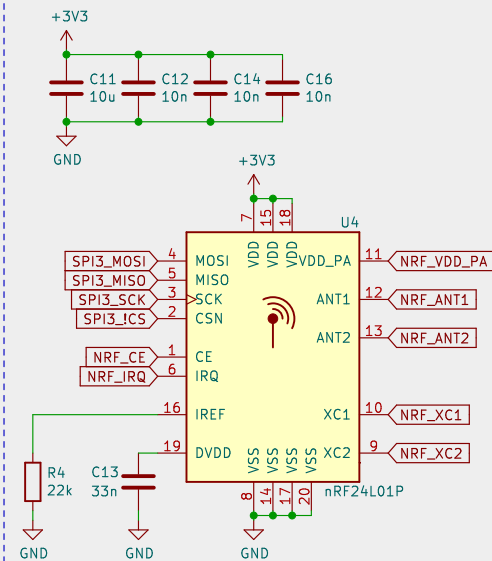 +3V3
C11
10u
C12
10n
C14
10n
C16
10n
GND
+3V3
U4
7
15
18
VDD
VDD
VDD
SPI3_MOSI
4
MOSI
SPI3_MISO
5
MISO
SPI3_SCK
3
SCK
SPI3_!CS
2
CSN
NRF_CE
1
CE
NRF_IRQ
6
IRQ
16
IREF
19
DVDD
VDD_PA
11
NRF_VDD_PA
ANT1
12
NRF_ANT1
ANT2
13
NRF_ANT2
XC1
10
NRF_XC1
XC2
9
NRF_XC2
VSS
VSS
VSS
VSS
8
14
17
20
nRF24L01P
R4
22k
C13
33n
GND
GND
GND